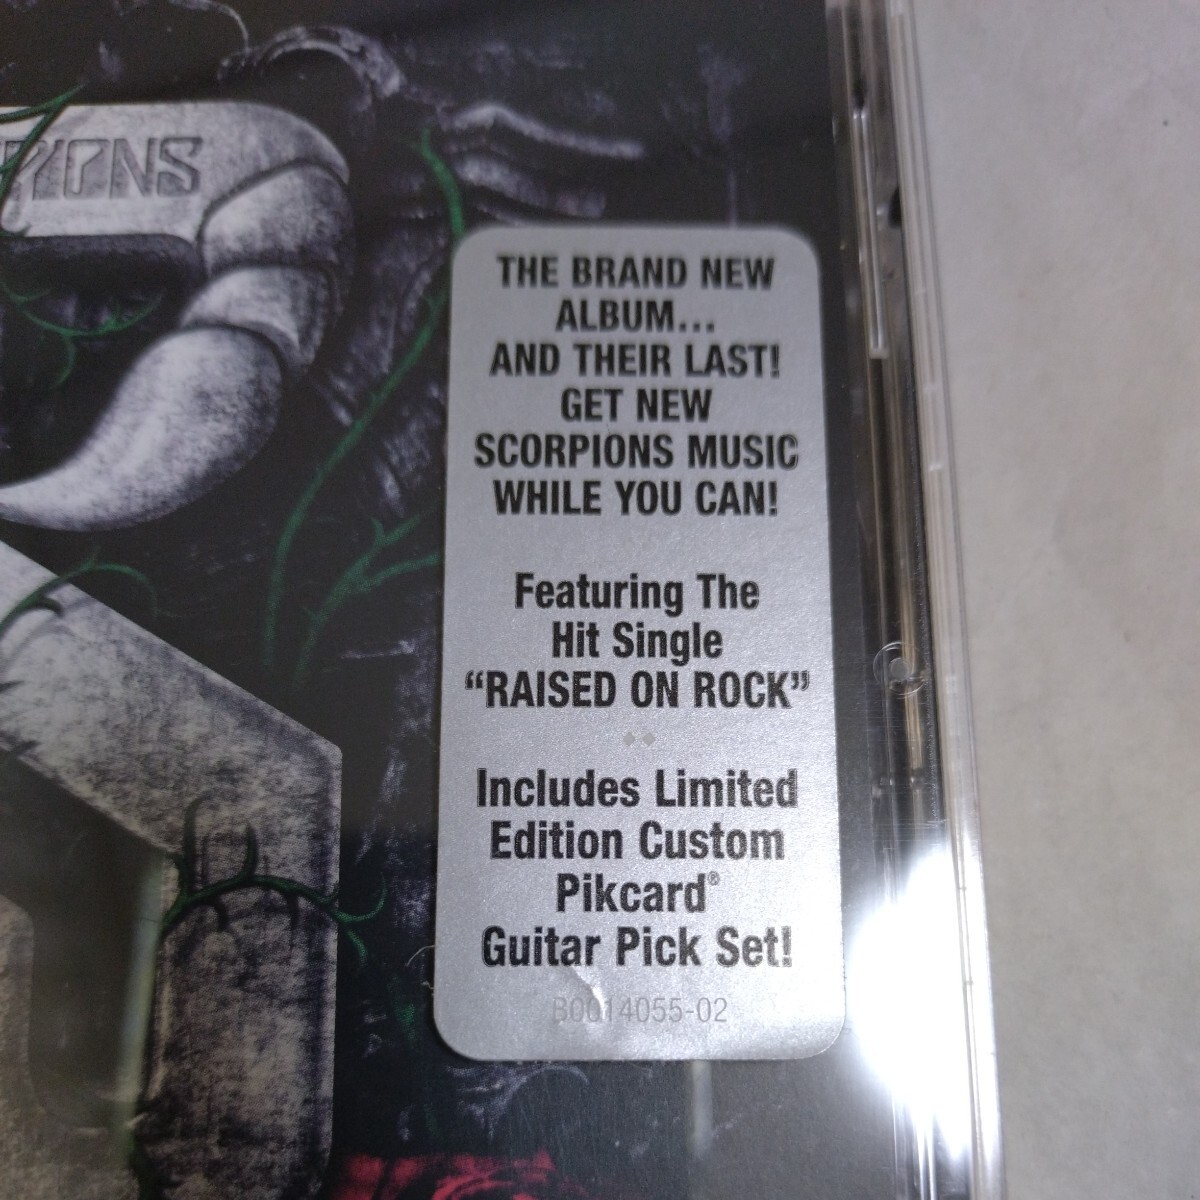 PIONS
THE BRAND NEW
ALBUM...
AND THEIR LAST!
GET NEW
SCORPIONS MUSIC
WHILE YOU CAN!
Featuring The
Hit Single
“RAISED ON ROCK”
Includes Limited
Edition Custom
Pikcard®
Guitar Pick Set!
B0014055-02